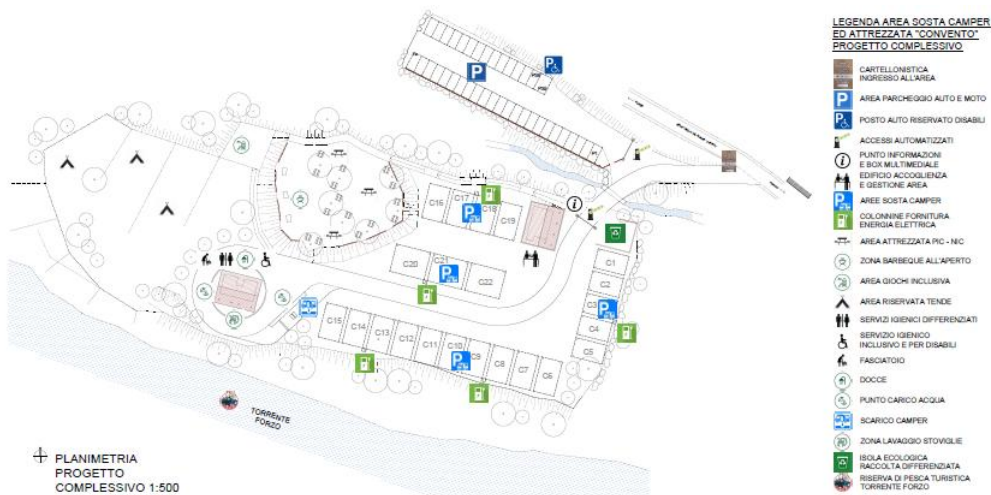 LEGENDA AREA SOSTA CAMPER
ED ATTREZZATA "CONVENTO"
PROGETTO COMPLESSIVO
CARTELLONISTICA
INGRESSO ALL'AREA
AREA PARCHEGGIO AUTO E MOTO
POSTO AUTO RISERVATO DISABILI
ACCESSI AUTOMATIZZATI
PUNTO INFORMAZIONI
E BOX MULTIMEDIALE
EDIFICIO ACCOGLIENZA
E GESTIONE AREA
AREE SOSTA CAMPER
COLONNINE FORNITURA
ENERGIA ELETTRICA
AREA ATTREZZATA PIC - NIC
ZONA BARBEQUE ALL'APERTO
AREA GIOCHI INCLUSIVA
AREA RISERVATA TENDE
SERVIZI IGIENICI DIFFERENZIATI
SERVIZIO IGIENICO
INCLUSIVO E PER DISABILI
FASCIATOIO
DOCCE
PUNTO CARICO ACQUA
SCARICO CAMPER
ZONA LAVAGGIO STOVIGLIE
ISOLA ECOLOGICA
RACCOLTA DIFFERENZIATA
RISERVA DI PESCA TURISTICA
TORRENTE FORZO
P
P
C16
C17
C18
C19
C20
C21
C22
C1
C2
C3
C4
C5
C15
C14
C13
C12
C11
C10
C9
C8
C7
C6
TORRENTE
FORZO
PLANIMETRIA
PROGETTO
COMPLESSIVO 1:500